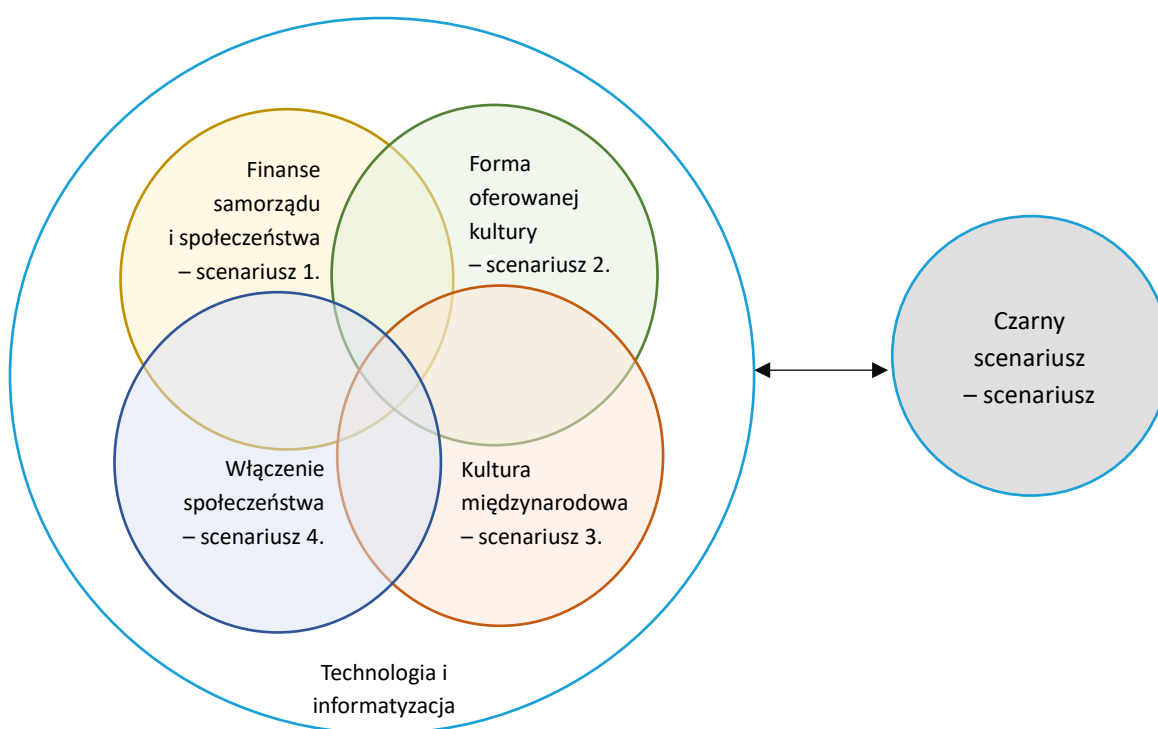 Finanse
samorządu
i społeczeństwa
– scenariusz 1.
Forma
oferowanej
kultury
– scenariusz 2.
Włączenie
społeczeństwa
– scenariusz 4.
Kultura
międzynarodowa
– scenariusz 3.
Technologia i
informatyzacja
Czarny
scenariusz
– scenariusz